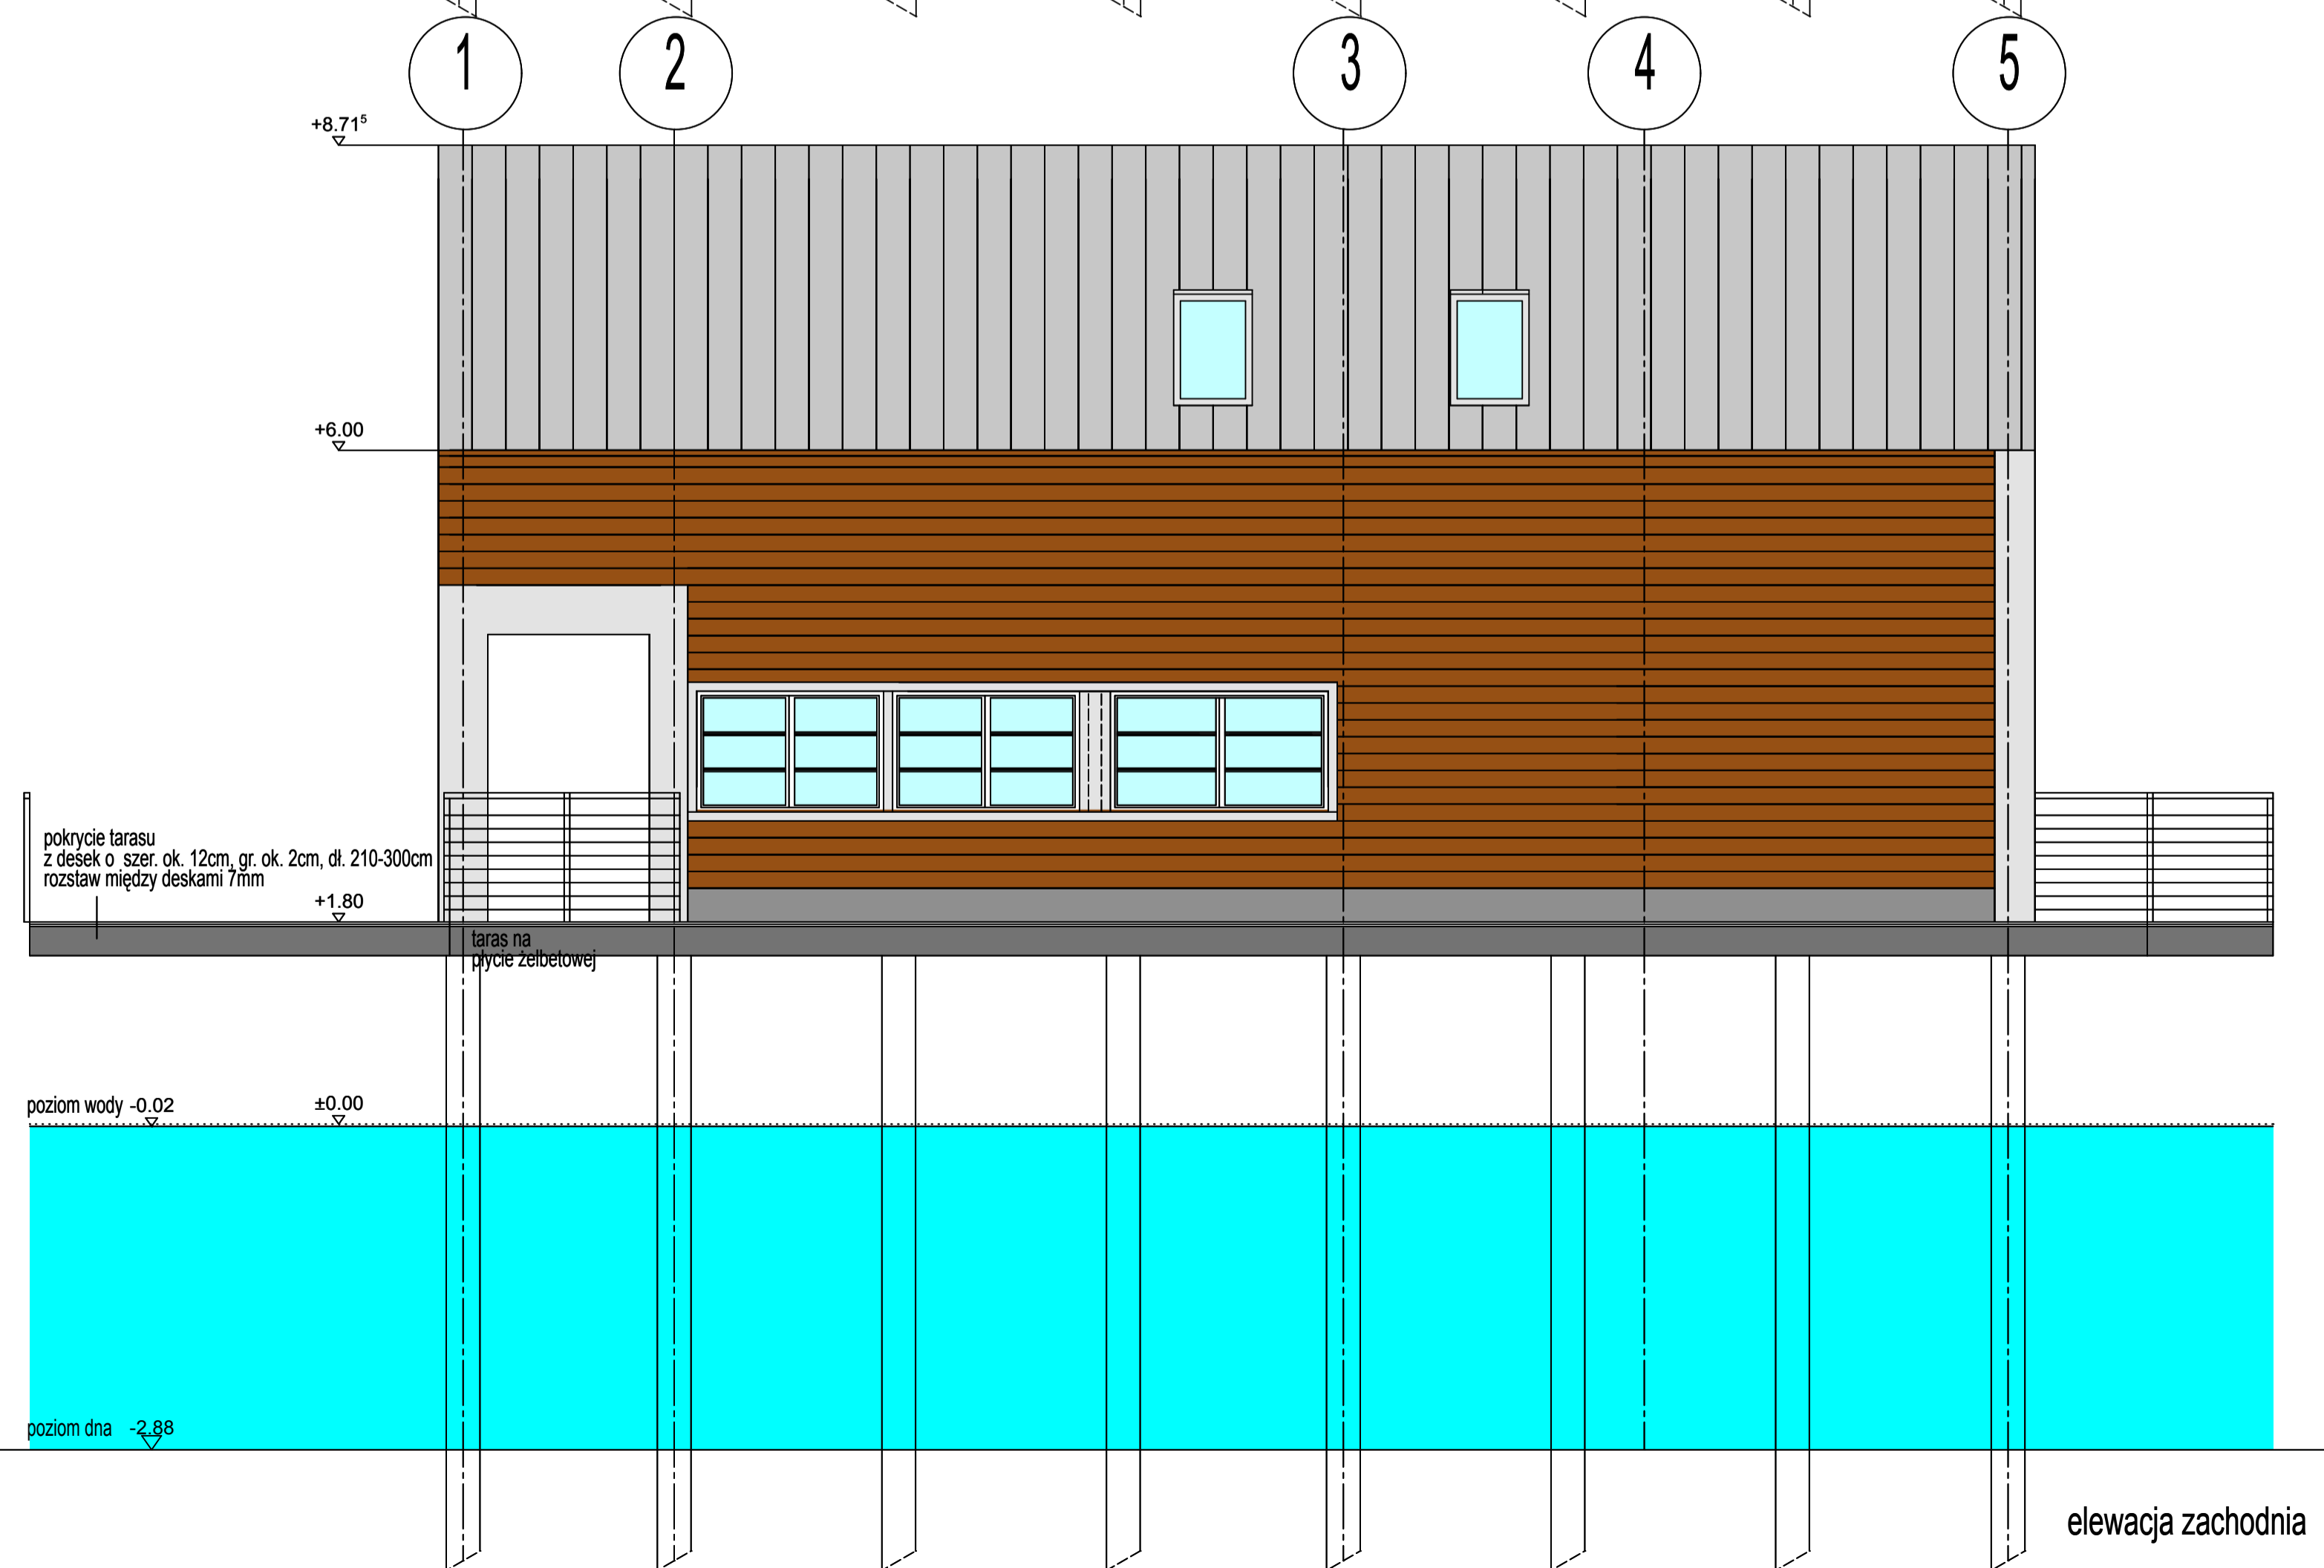 1 2 3 4 5
+8.71⁵
+6.00
pokrycie tarasu
z desek o szer. ok. 12cm, gr. ok. 2cm, dł. 210-300cm
rozstaw między deskami 7mm
+1.80
taras na
płycie żelbetowej
poziom wody -0.02
±0.00
poziom dna -2.88
elewacja zachodnia